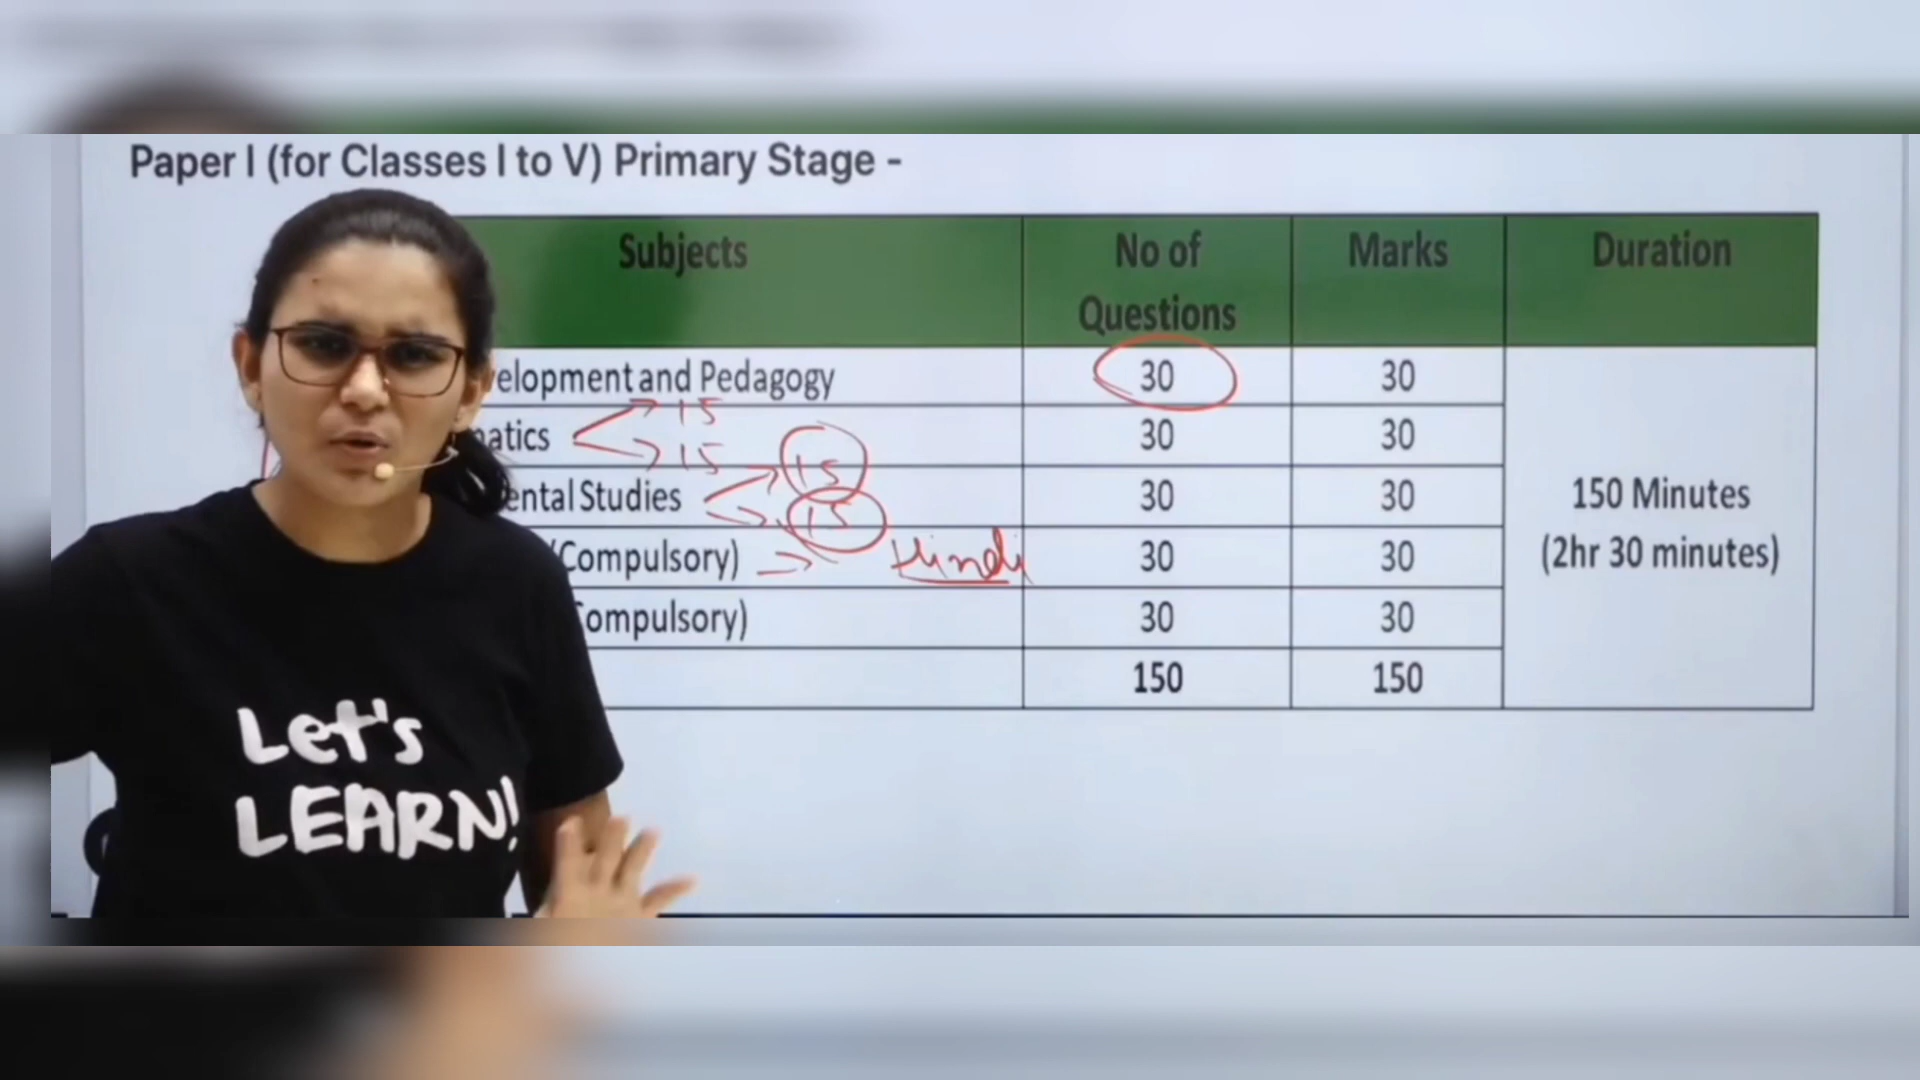 Paper I (for Classes I to V) Primary Stage -
Subjects
No of
Questions
Marks
Duration
elopment and Pedagogy
30
30
15
atics
30
30
15
15
ental Studies
30
30
15
(Compulsory)
Hindi
30
30
ompulsory)
30
30
150
150
150 Minutes
(2hr 30 minutes)
Let's
LEARN!